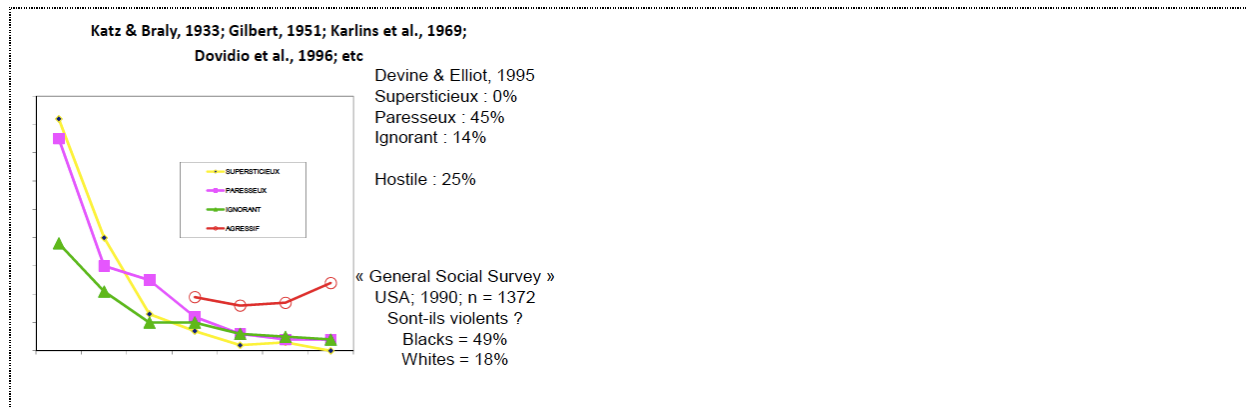 Katz & Braly, 1933; Gilbert, 1951; Karlins et al., 1969;
Dovidio et al., 1996; etc
Devine & Elliot, 1995
Supersticieux : 0%
Paresseux : 45%
Ignorant : 14%
Hostile : 25%
SUPERSTICIEUX
PARESSEUX
IGNORANT
AGRESSIF
« General Social Survey »
USA; 1990; n = 1372
Sont-ils violents ?
Blacks = 49%
Whites = 18%